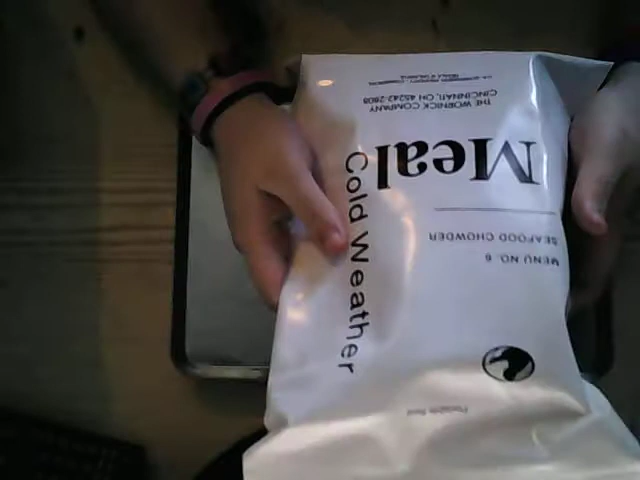 MENU NO. 6
SEAFOOD CHOWDER
Meal
Cold Weather
THE WORNICK COMPANY
CINCINNATI, OH 45242-2808